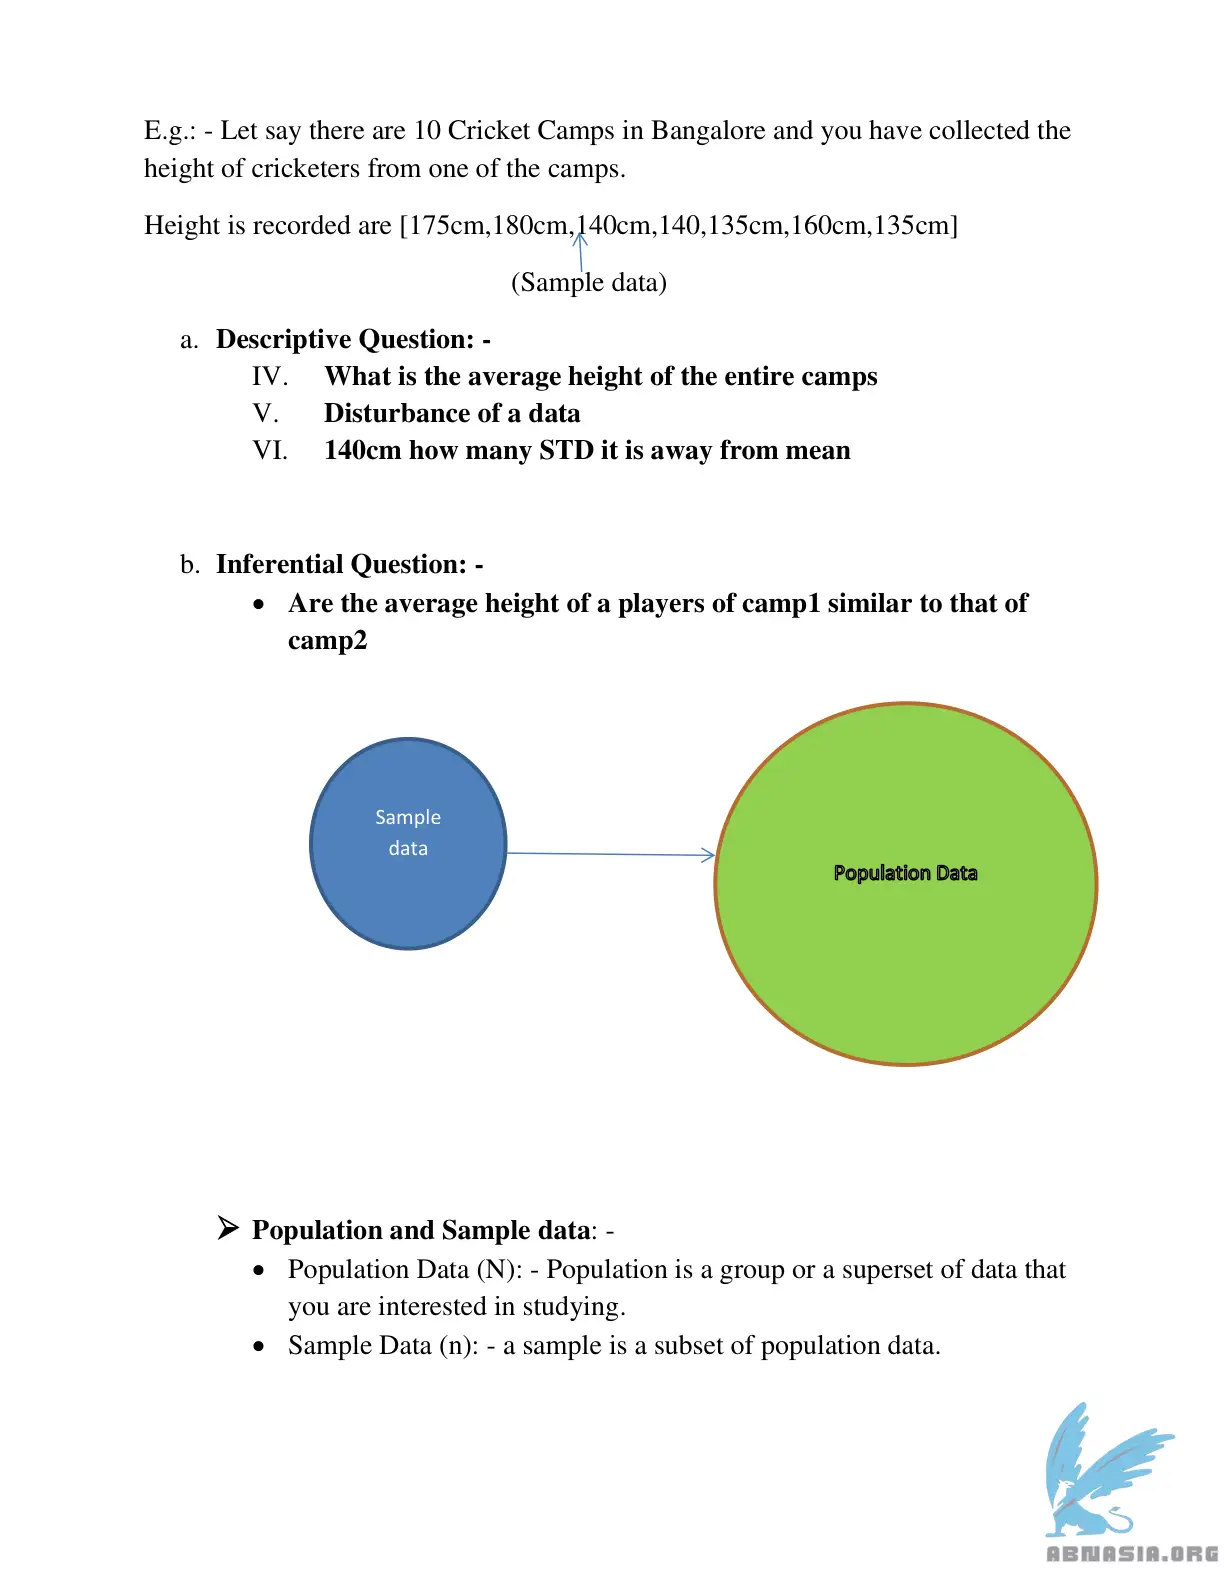 E.g.: - Let say there are 10 Cricket Camps in Bangalore and you have collected the
height of cricketers from one of the camps.
Height is recorded are [175cm,180cm,140cm,140,135cm,160cm,135cm]
(Sample data)
a. Descriptive Question: -
IV. What is the average height of the entire camps
V. Disturbance of a data
VI. 140cm how many STD it is away from mean
b. Inferential Question: -
• Are the average height of a players of camp1 similar to that of
camp2
Sample
data
Population Data
➢ Population and Sample data: -
• Population Data (N): - Population is a group or a superset of data that
you are interested in studying.
• Sample Data (n): - a sample is a subset of population data.
ABNASIA.ORG